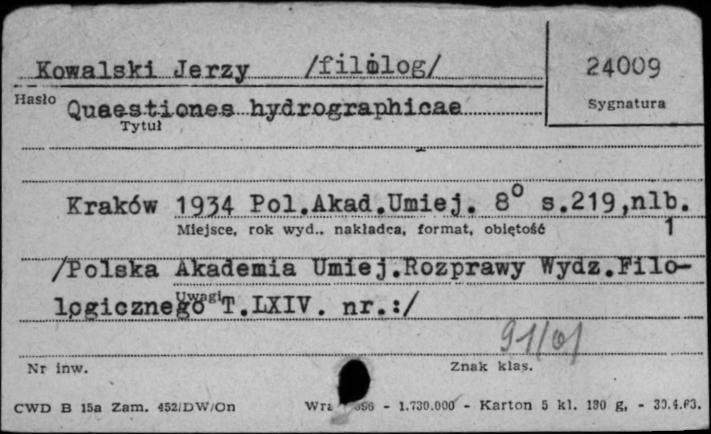 Kowalski Jerzy /filolog/ 24009
Hasło Quaestiones hydrographicae Sygnatura
Tytuł
Kraków 1934 Pol.Akad.Umiej. 8° s.219,nlb.
Miejsce, rok wyd., nakładca, format, objętość 1
/Polska Akademia Umiej.Rozprawy Wydz.Filo-
logicznego T.LXIV. nr.:/
Uwagi
91/01
Nr inw. Znak klas.
CWD B 15a Zam. 452/DW/On - 1.730.000 - Karton 5 kl. 180 g, - 30.4.63.